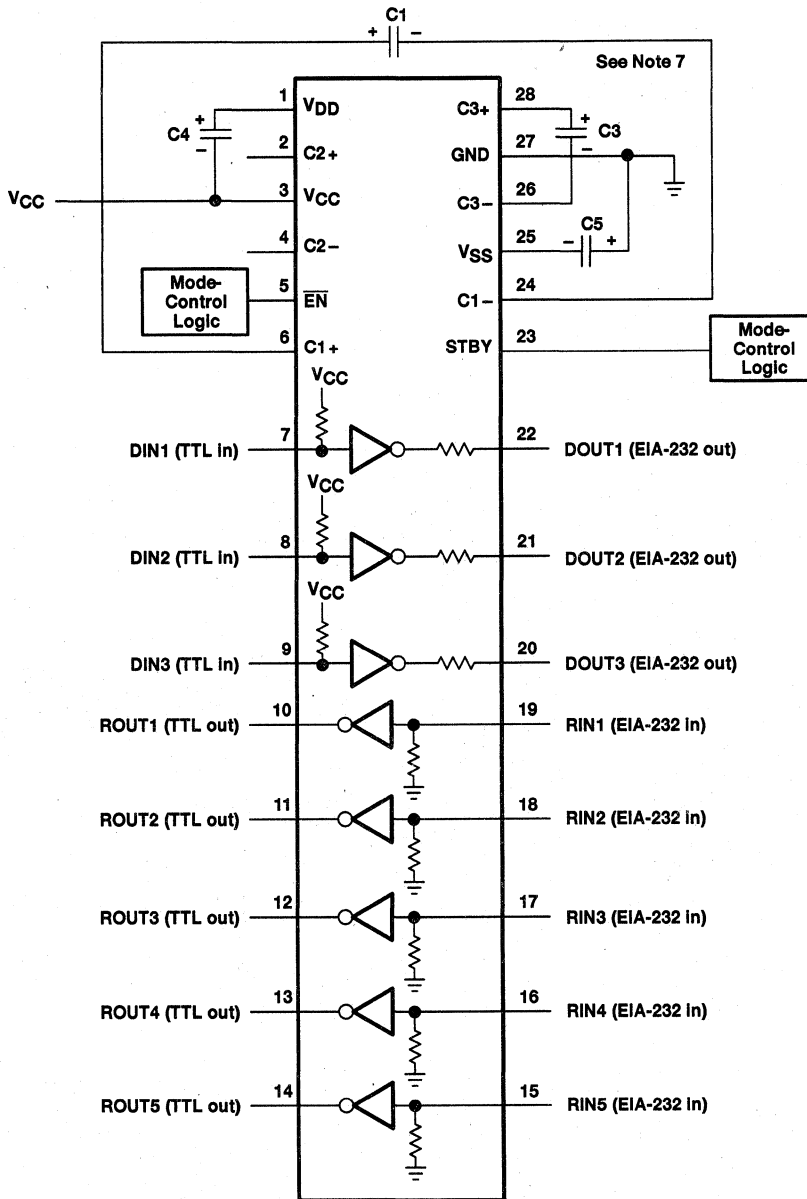 C1
+ −
See Note 7
1 VDD C3+ 28
C4 + − + − C3
2 C2+ GND 27
VCC 3 VCC C3− 26
C5
4 C2− VSS 25 − +
Mode-
Control
Logic
5 EN C1− 24
6 C1+ STBY 23
Mode-
Control
Logic
VCC
DIN1 (TTL in) 7 22 DOUT1 (EIA-232 out)
VCC
DIN2 (TTL in) 8 21 DOUT2 (EIA-232 out)
VCC
DIN3 (TTL in) 9 20 DOUT3 (EIA-232 out)
ROUT1 (TTL out) 10 19 RIN1 (EIA-232 in)
ROUT2 (TTL out) 11 18 RIN2 (EIA-232 in)
ROUT3 (TTL out) 12 17 RIN3 (EIA-232 in)
ROUT4 (TTL out) 13 16 RIN4 (EIA-232 in)
ROUT5 (TTL out) 14 15 RIN5 (EIA-232 in)